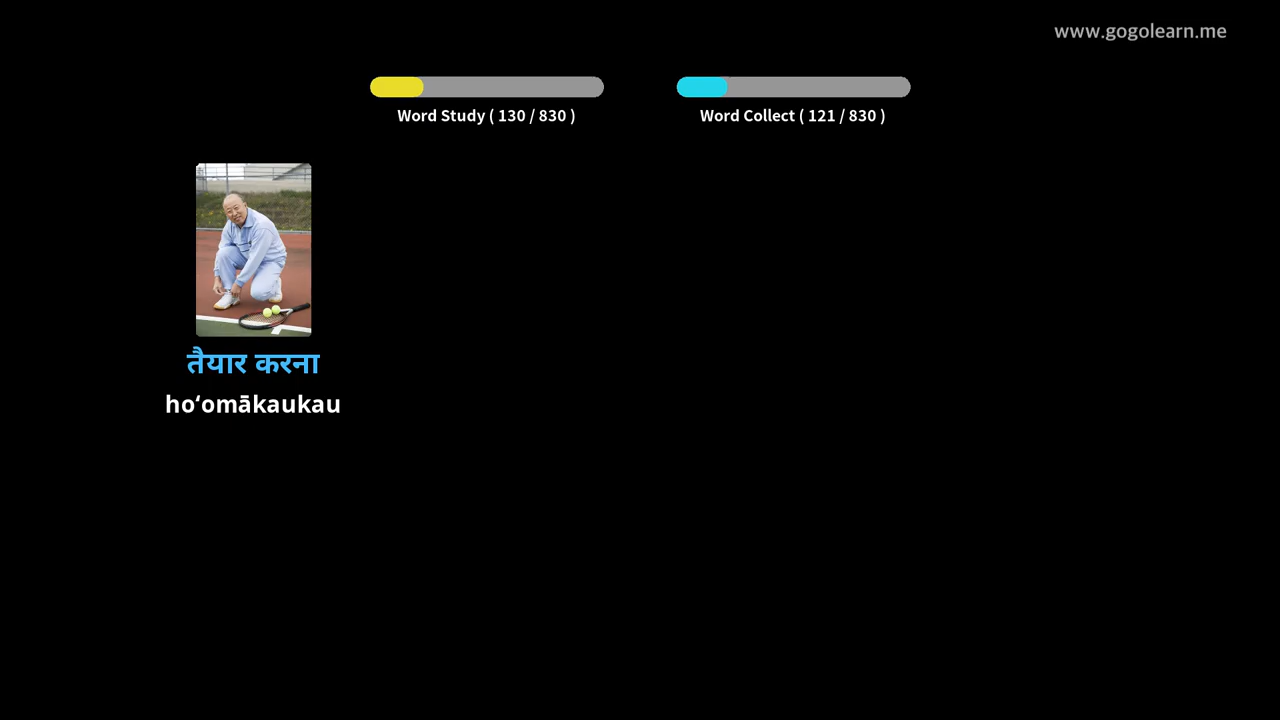 www.gogolearn.me
Word Study ( 130 / 830 )
Word Collect ( 121 / 830 )
तैयार करना
hoʻomākaukau